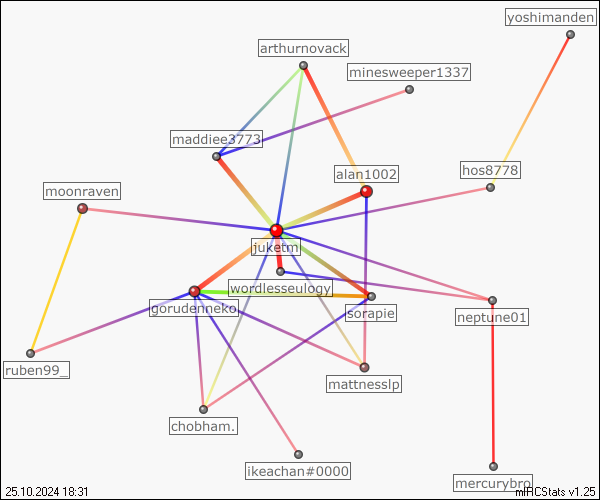 yoshimanden
arthurnovack
minesweeper1337
maddiee3773
hos8778
alan1002
moonraven
juketm
wordlesseulogy
gorudenneko
sorapie
neptune01
ruben99_
mattnesslp
chobham.
ikeachan#0000
mercurybro
25.10.2024 18:31
mIRCStats v1.25